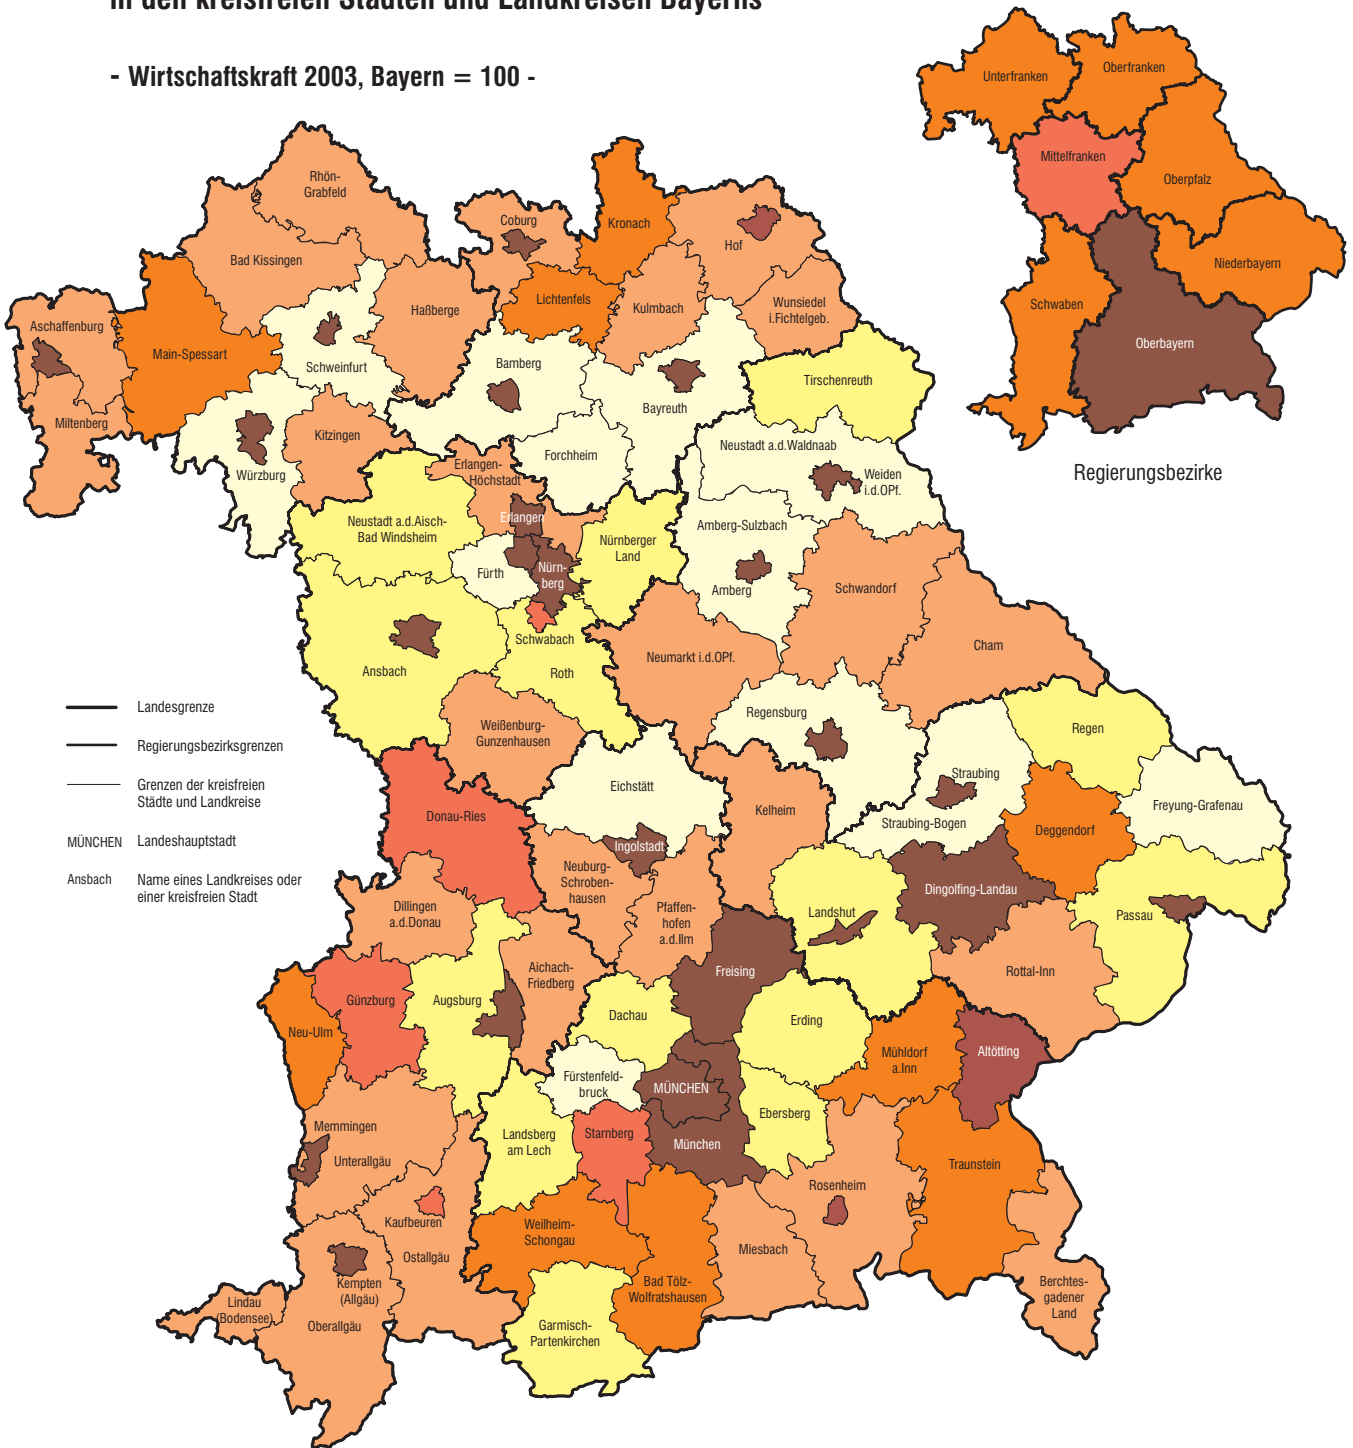 in den kreisfreien Städten und Landkreisen Bayerns
- Wirtschaftskraft 2003, Bayern = 100 -
Unterfranken
Oberfranken
Mittelfranken
Oberpfalz
Niederbayern
Schwaben
Oberbayern
Regierungsbezirke
Rhön-
Grabfeld
Coburg
Kronach
Hof
Bad Kissingen
Lichtenfels
Kulmbach
Wunsiedel
i.Fichtelgeb.
Haßberge
Aschaffenburg
Main-Spessart
Schweinfurt
Bamberg
Tirschenreuth
Bayreuth
Miltenberg
Kitzingen
Würzburg
Forchheim
Neustadt a.d.Waldnaab
Weiden
i.d.OPf.
Erlangen-
Höchstadt
Erlangen
Neustadt a.d.Aisch-
Bad Windsheim
Nürnberger
Land
Amberg-Sulzbach
Amberg
Fürth
Nürn-
berg
Schwandorf
Schwabach
Roth
Ansbach
Neumarkt i.d.OPf.
Cham
Weißenburg-
Gunzenhausen
Regensburg
Regen
Landesgrenze
Regierungsbezirksgrenzen
Grenzen der kreisfreien
Städte und Landkreise
MÜNCHEN
Landeshauptstadt
Ansbach
Name eines Landkreises oder
einer kreisfreien Stadt
Eichstätt
Straubing
Straubing-Bogen
Freyung-Grafenau
Donau-Ries
Kelheim
Deggendorf
Ingolstadt
Neuburg-
Schroben-
hausen
Dingolfing-Landau
Dillingen
a.d.Donau
Pfaffen-
hofen
a.d.Ilm
Landshut
Passau
Aichach-
Friedberg
Freising
Rottal-Inn
Günzburg
Augsburg
Dachau
Erding
Neu-Ulm
Mühldorf
a.Inn
Altötting
Fürstenfeld-
bruck
MÜNCHEN
Ebersberg
Memmingen
Unterallgäu
Landsberg
am Lech
Starnberg
München
Traunstein
Rosenheim
Kaufbeuren
Ostallgäu
Weilheim-
Schongau
Miesbach
Kempten
(Allgäu)
Bad Tölz-
Wolfratshausen
Berchtes-
gadener
Land
Lindau
(Bodensee)
Oberallgäu
Garmisch-
Partenkirchen